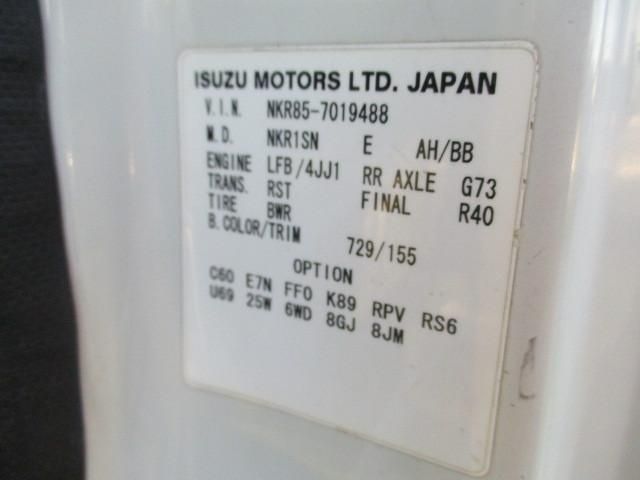 ISUZU MOTORS LTD. JAPAN
V.I.N. NKR85-7019488
M.D. NKR1SN E AH/BB
ENGINE LFB/4JJ1 RR AXLE G73
TRANS. RST FINAL R40
TIRE BWR
B.COLOR/TRIM 729/155
OPTION
C60 E7N FF0 K89 RPV RS6
U69 25W 6WD 8GJ 8JM